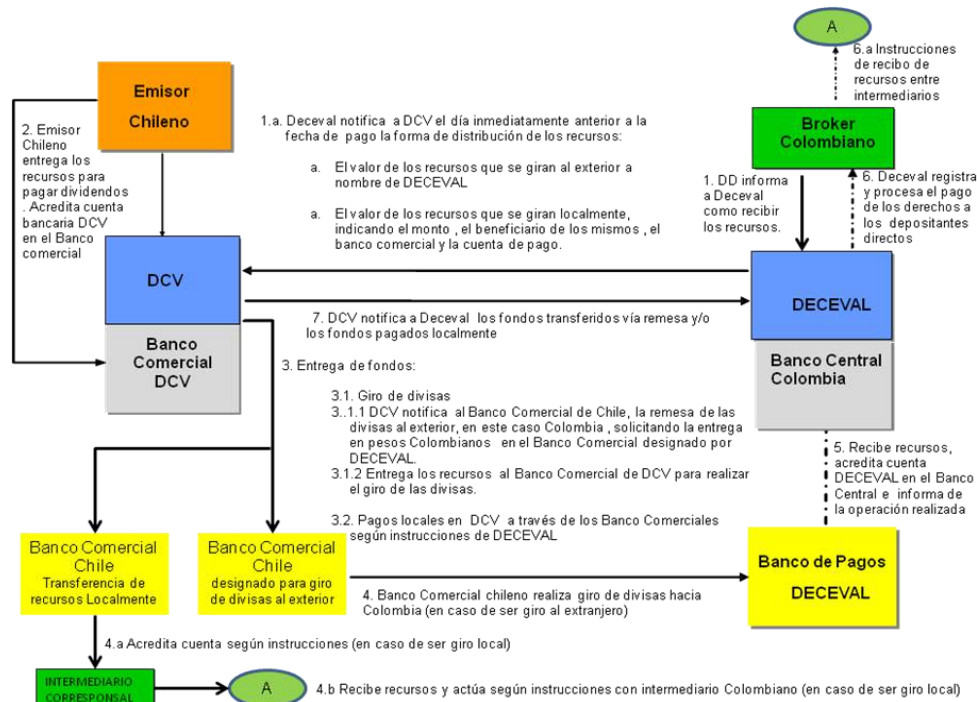 A
6.a Instrucciones
de recibo de
recursos entre
intermediarios
Emisor
Chileno
2. Emisor
Chileno
entrega los
recursos para
pagar dividendos
. Acredita cuenta
bancaria DCV
en el Banco
comercial
1.a. Deceval notifica a DCV el día inmediatamente anterior a la
fecha de pago la forma de distribución de los recursos:
a. El valor de los recursos que se giran al exterior a
nombre de DECEVAL
a. El valor de los recursos que se giran localmente,
indicando el monto , el beneficiario de los mismos , el
banco comercial y la cuenta de pago.
Broker
Colombiano
1. DD informa
a Deceval
como recibir
los recursos.
6. Deceval registra
y procesa el pago
de los derechos a
los depositantes
directos
DCV
DECEVAL
7. DCV notifica a Deceval los fondos transferidos vía remesa y/o
los fondos pagados localmente
Banco
Comercial
DCV
Banco Central
Colombia
3. Entrega de fondos:
3.1. Giro de divisas
3..1.1 DCV notifica al Banco Comercial de Chile, la remesa de las
divisas al exterior, en este caso Colombia , solicitando la entrega
en pesos Colombianos en el Banco Comercial designado por
DECEVAL.
3.1.2 Entrega los recursos al Banco Comercial de DCV para realizar
el giro de las divisas.
3.2. Pagos locales en DCV a través de los Banco Comerciales
según instrucciones de DECEVAL
5. Recibe recursos,
acredita cuenta
DECEVAL en el Banco
Central e informa de
la operación realizada
Banco Comercial
Chile
Transferencia de
recursos Localmente
Banco Comercial
Chile
designado para giro
de divisas al exterior
Banco de Pagos
DECEVAL
4. Banco Comercial chileno realiza giro de divisas hacia
Colombia (en caso de ser giro al extranjero)
4.a Acredita cuenta según instrucciones (en caso de ser giro local)
INTERMEDIARIO
CORRESPONSAL
A
4.b Recibe recursos y actúa según instrucciones con intermediario Colombiano (en caso de ser giro local)